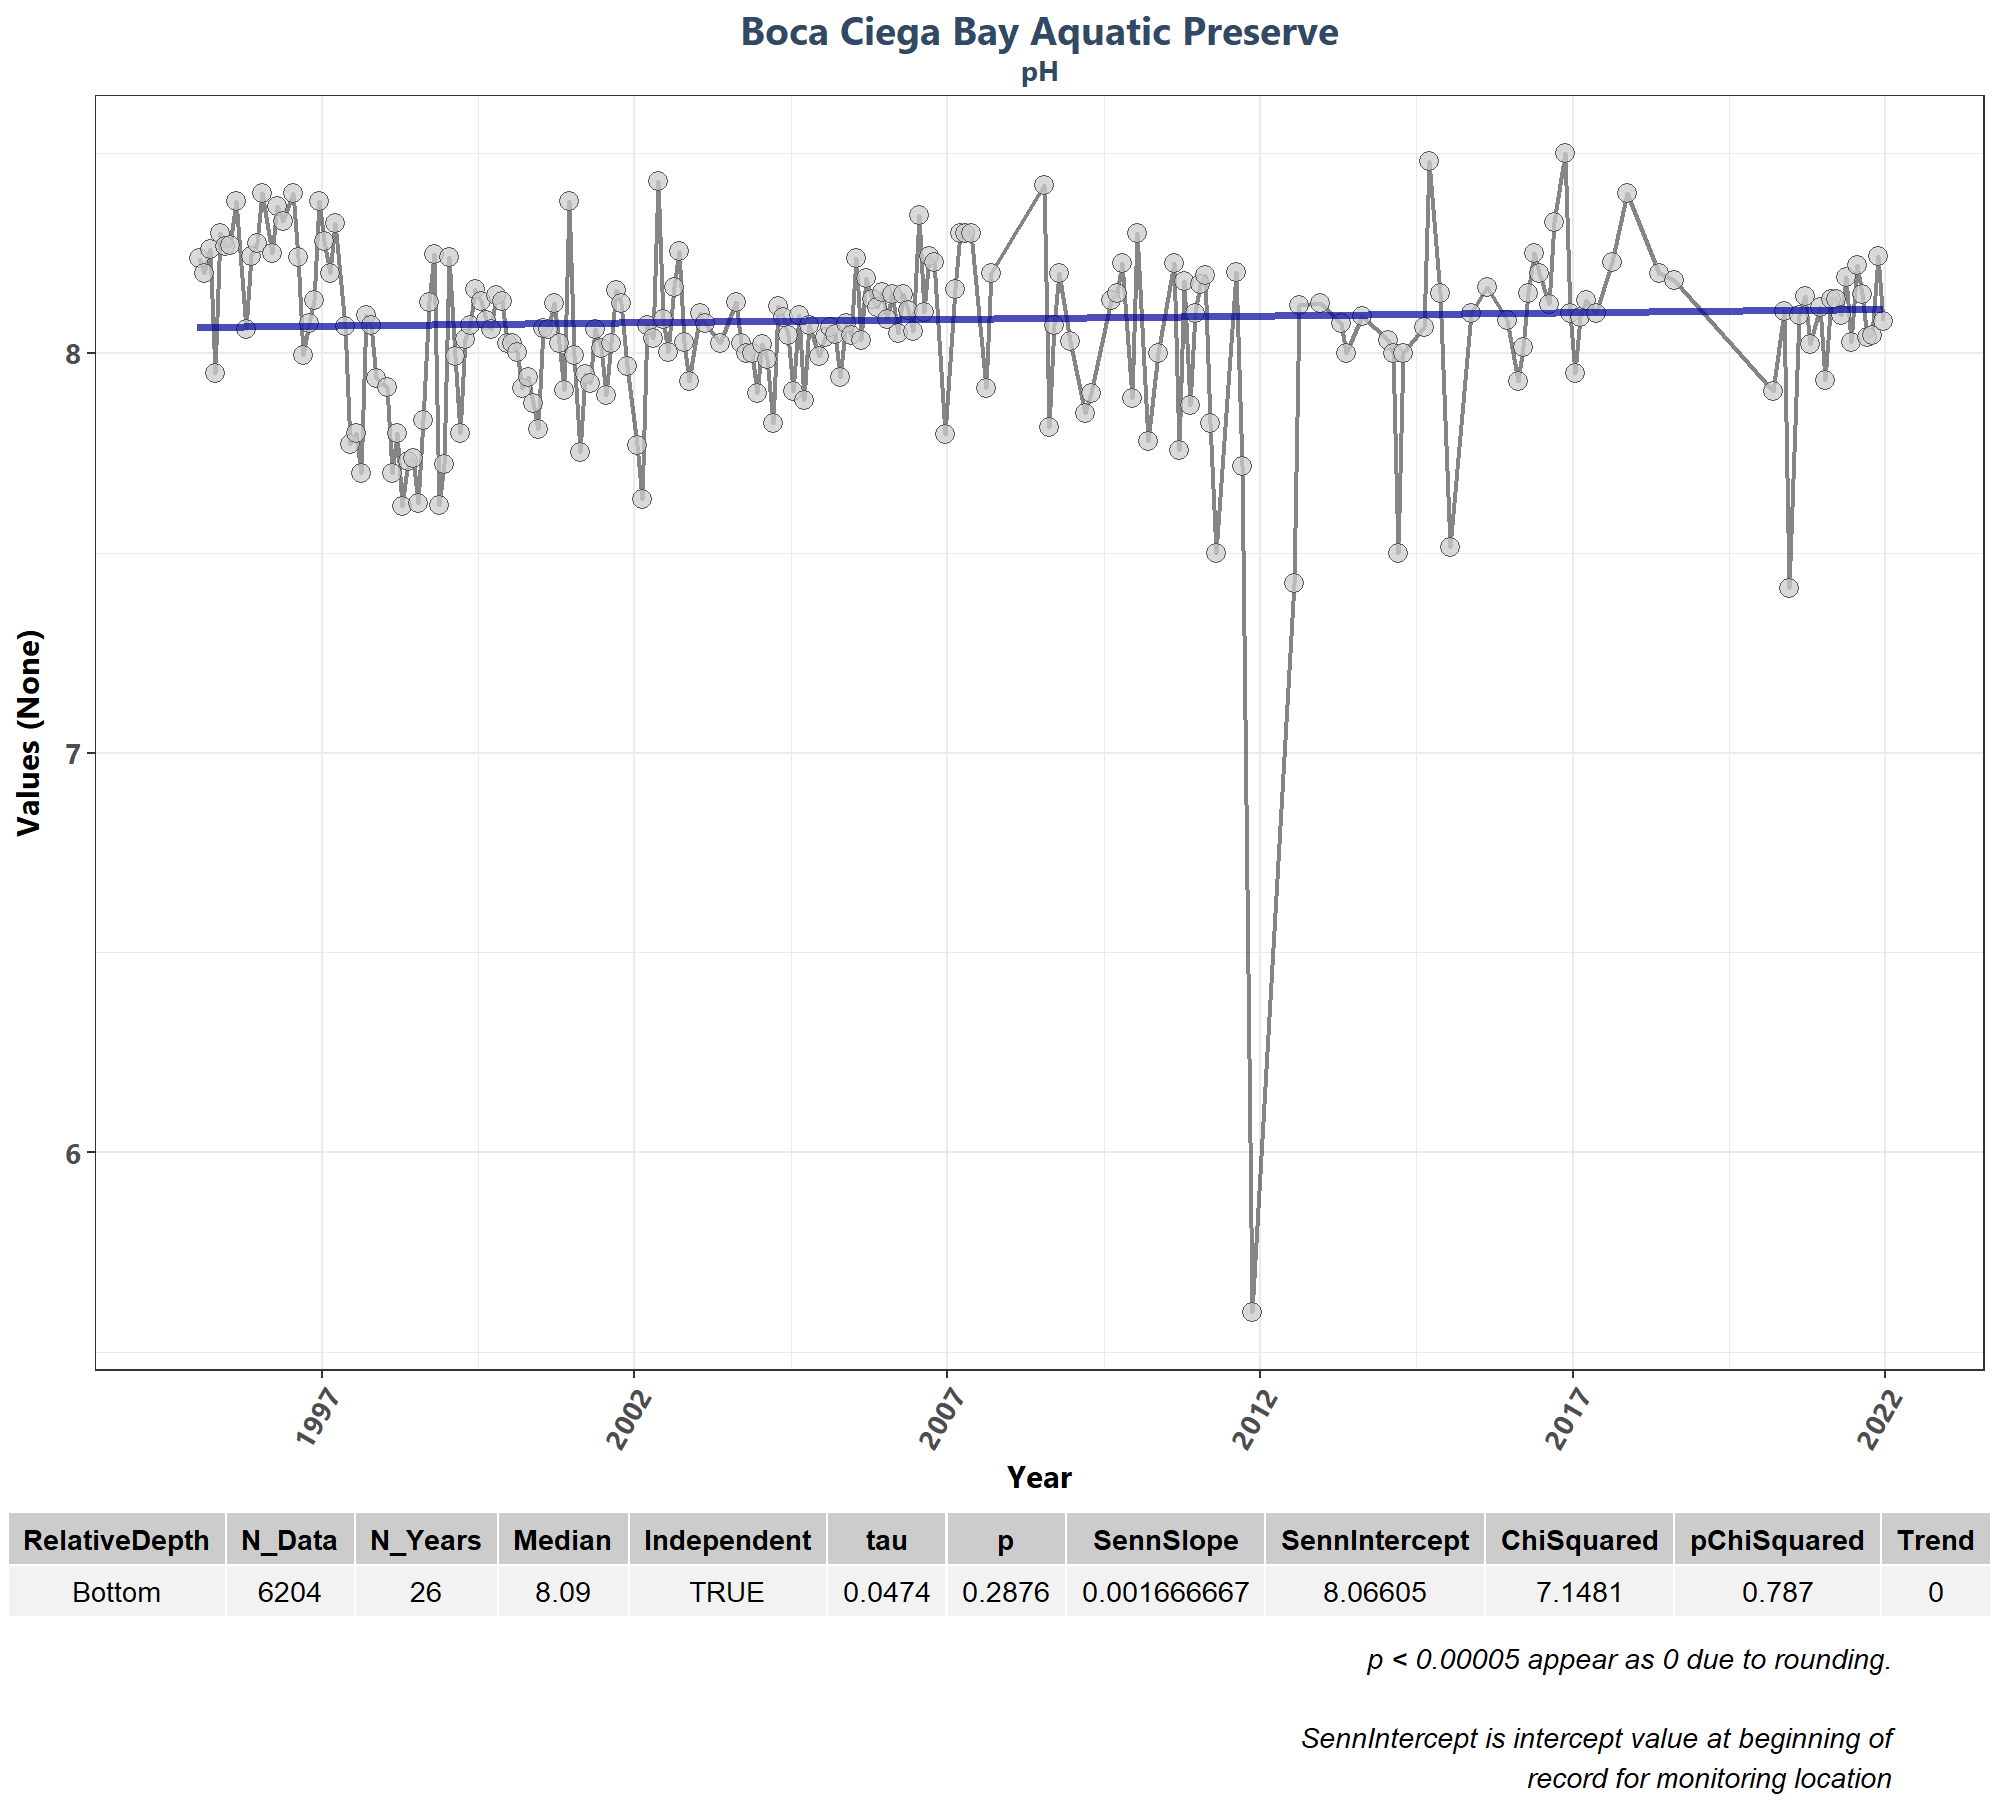 Boca Ciega Bay Aquatic Preserve
pH
Values (None)
8
7
6
1997 2002 2007 2012 2017 2022
Year
RelativeDepth N_Data N_Years Median Independent tau p SennSlope SennIntercept ChiSquared pChiSquared Trend
Bottom 6204 26 8.09 TRUE 0.0474 0.2876 0.001666667 8.06605 7.1481 0.787 0
p < 0.00005 appear as 0 due to rounding.
SennIntercept is intercept value at beginning of
record for monitoring location